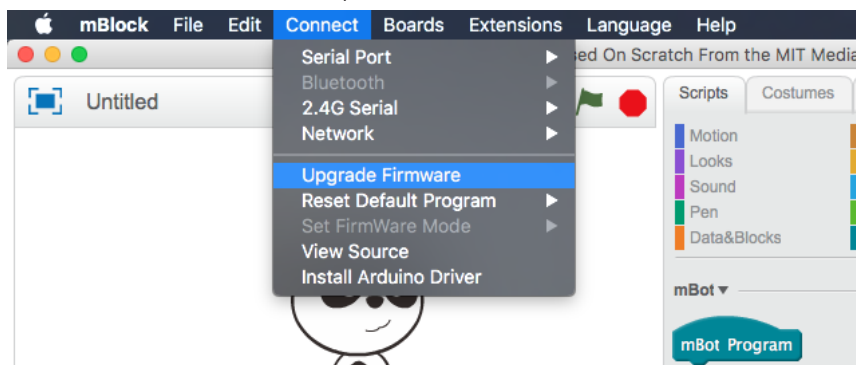 mBlock File Edit Connect Boards Extensions Language Help
sed On Scratch From the MIT Media
Untitled
Serial Port
Bluetooth
2.4G Serial
Network
Upgrade Firmware
Reset Default Program
Set FirmWare Mode
View Source
Install Arduino Driver
Scripts Costumes
Motion
Looks
Sound
Pen
Data&Blocks
mBot
mBot Program